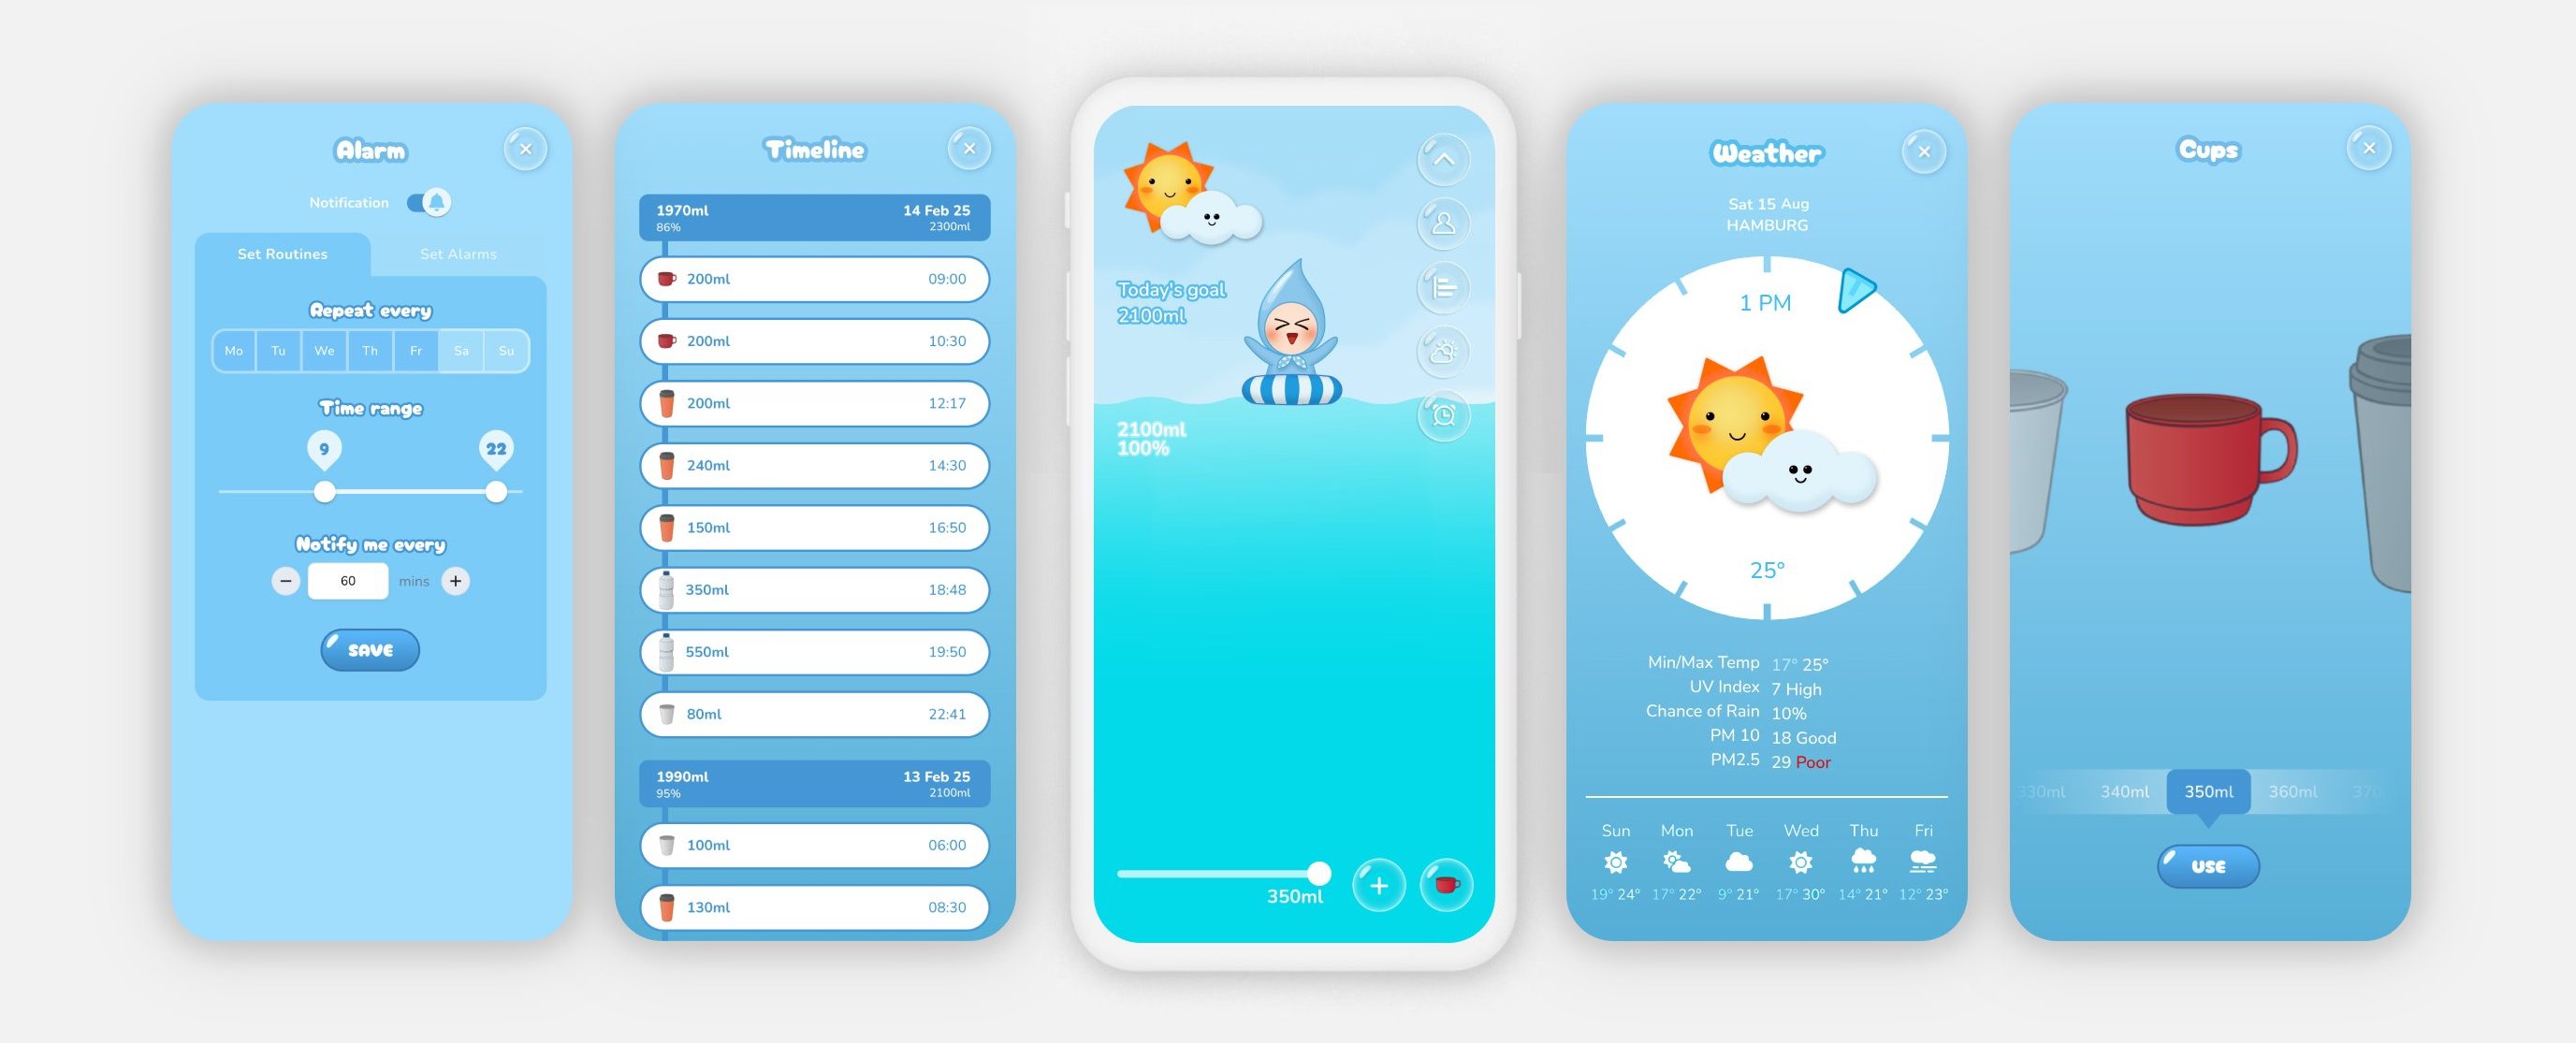 Alarm
Notification
Set Routines Set Alarms
Repeat every
Mo Tu We Th Fr Sa Su
Time range
9 22
Notify me every
60 mins
SAVE
Timeline
1970ml 14 Feb 25
86% 2300ml
200ml 09:00
200ml 10:30
200ml 12:17
240ml 14:30
150ml 16:50
350ml 18:48
550ml 19:50
80ml 22:41
1990ml 13 Feb 25
95% 2100ml
100ml 06:00
130ml 08:30
Today's goal
2100ml
2100ml
100%
350ml
Weather
Sat 15 Aug
HAMBURG
1 PM
25°
Min/Max Temp 17° 25°
UV Index 7 High
Chance of Rain 10%
PM 10 18 Good
PM2.5 29 Poor
Sun Mon Tue Wed Thu Fri
19° 24° 17° 22° 9° 21° 17° 30° 14° 21° 12° 23°
Cups
330ml 340ml 350ml 360ml 370
USE